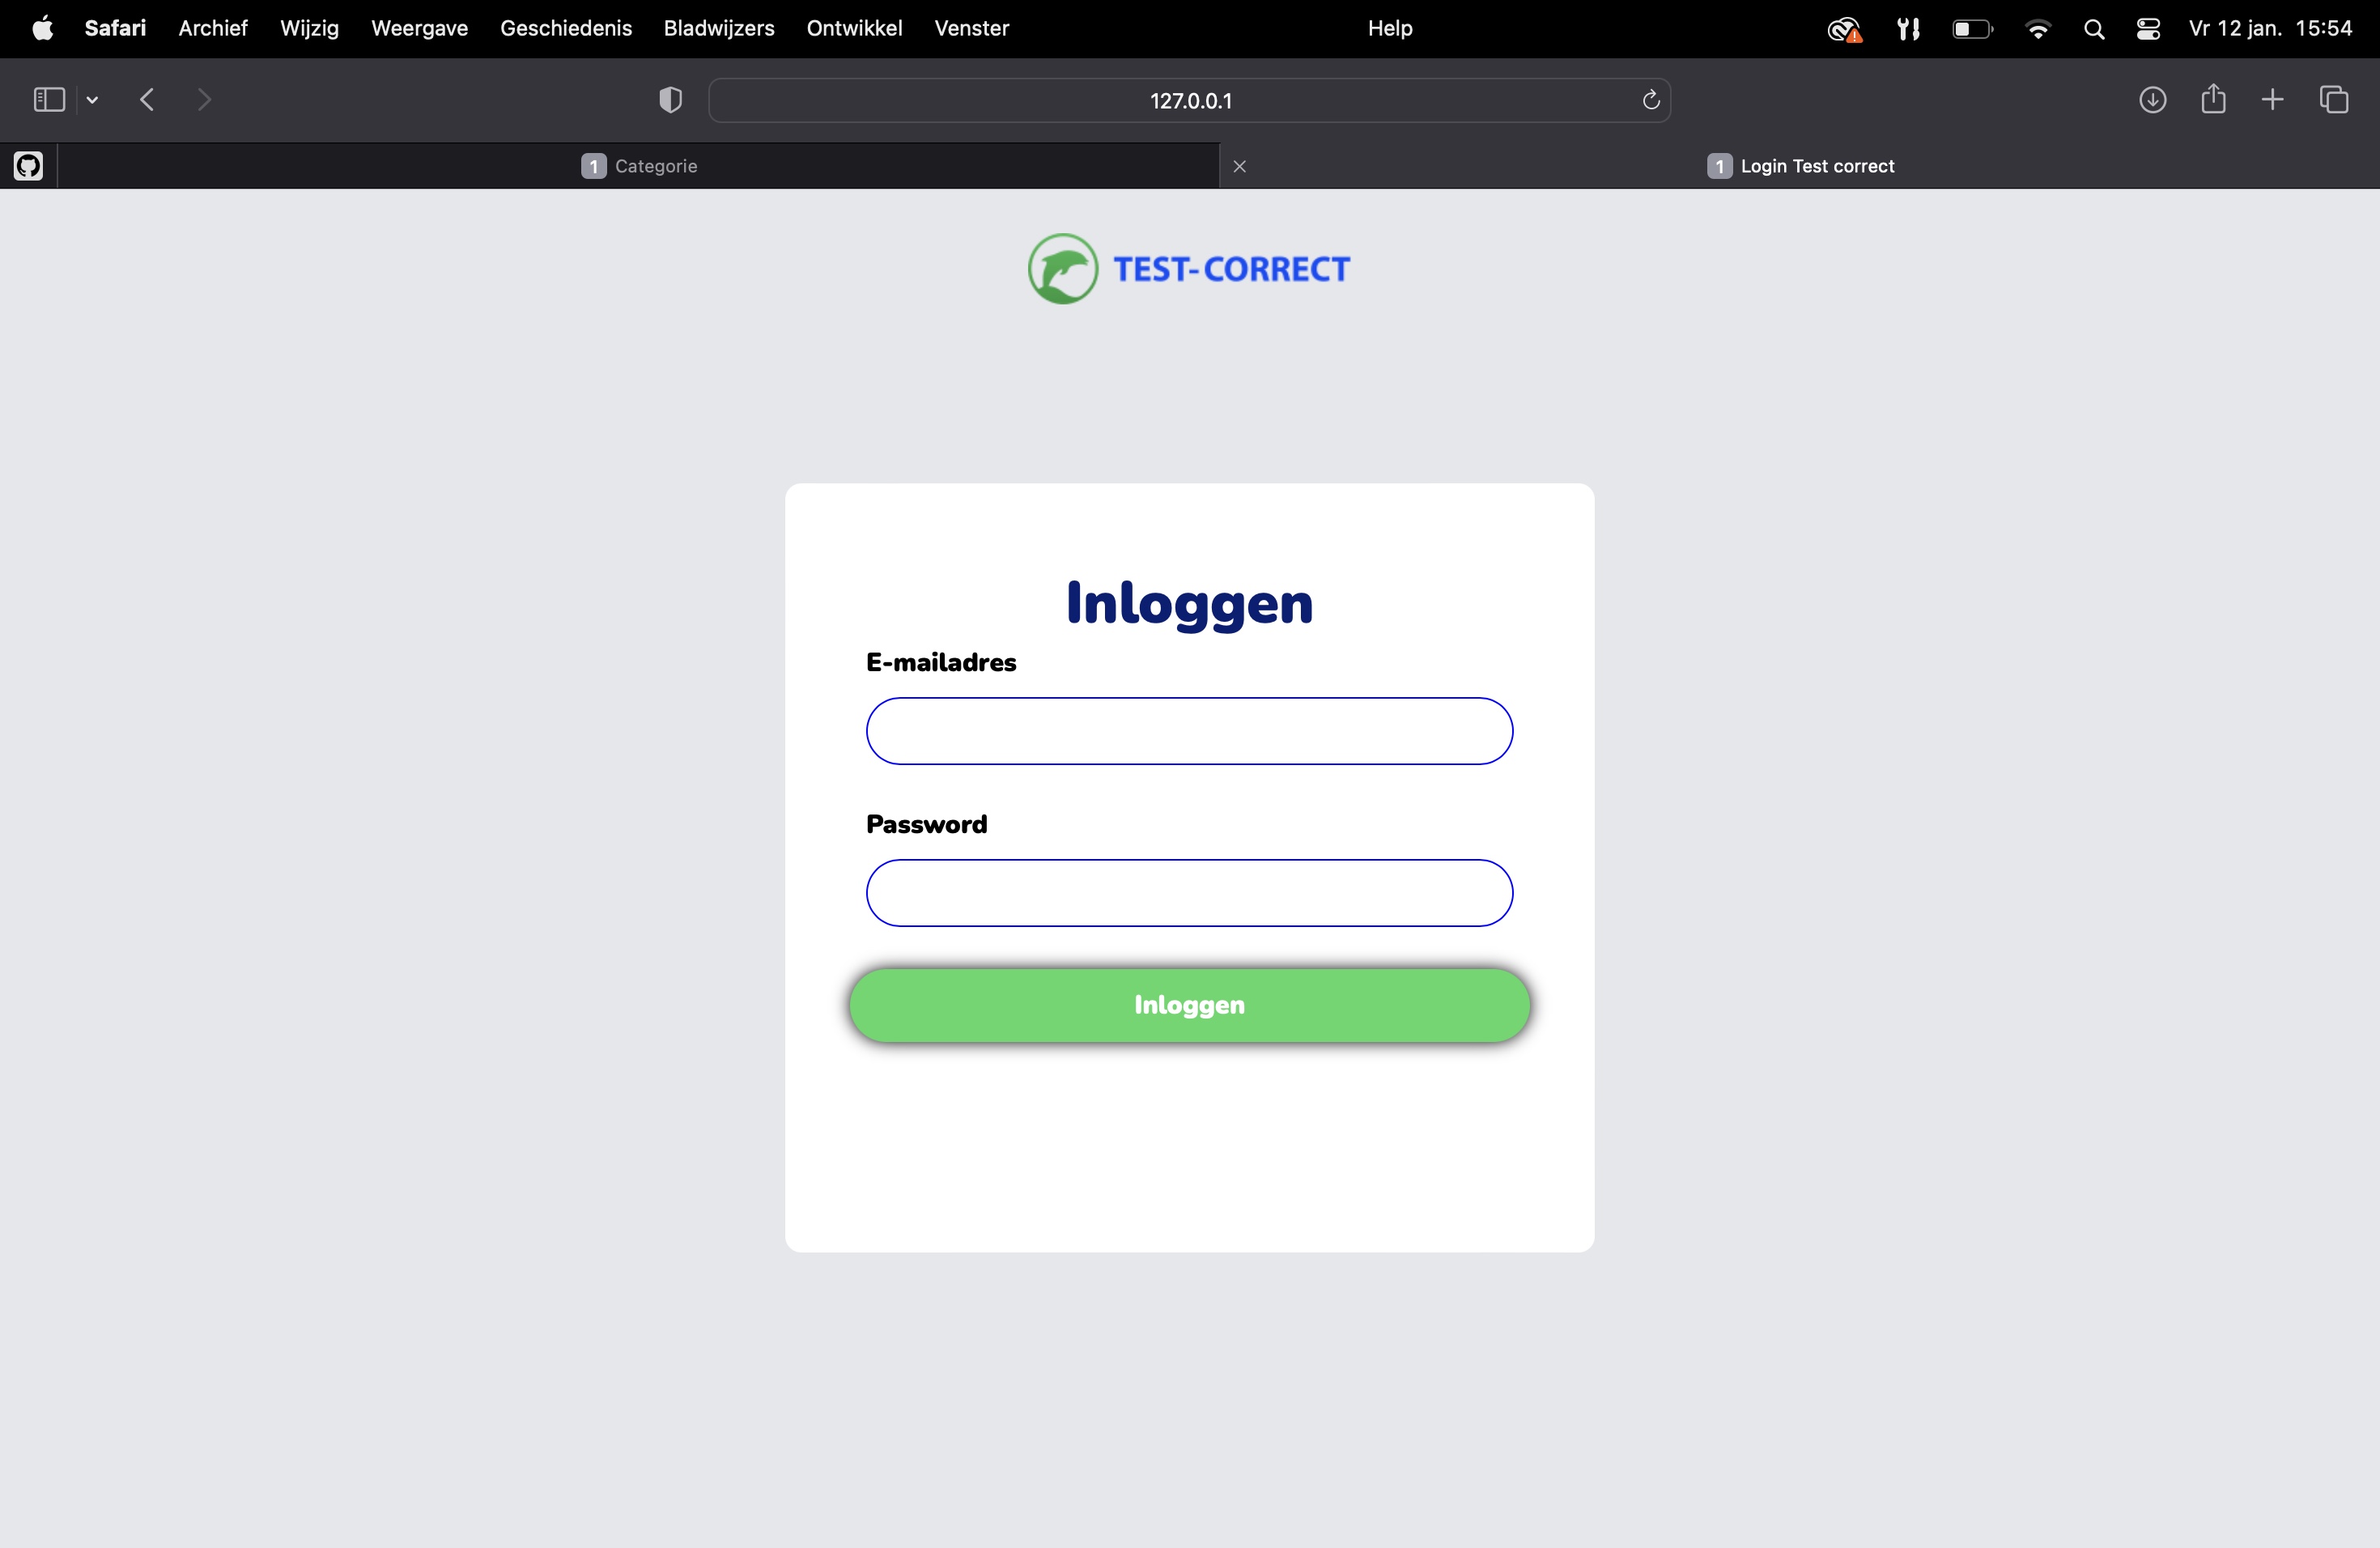 Safari Archief Wijzig Weergave Geschiedenis Bladwijzers Ontwikkel Venster Help Vr 12 jan. 15:54
127.0.0.1
1 Categorie 1 Login Test correct
TEST-CORRECT
Inloggen
E-mailadres
Password
Inloggen